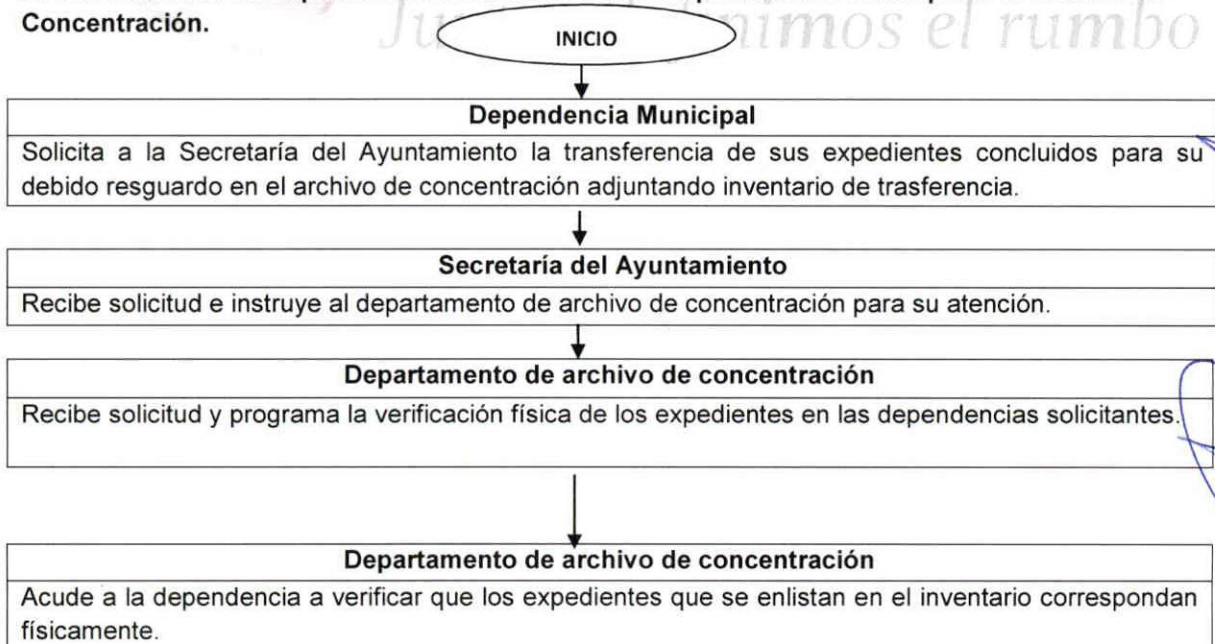 Concentración.
el rumbo
INICIO
Dependencia Municipal
Solicita a la Secretaría del Ayuntamiento la transferencia de sus expedientes concluidos para su
debido resguardo en el archivo de concentración adjuntando inventario de trasferencia.
Secretaría del Ayuntamiento
Recibe solicitud e instruye al departamento de archivo de concentración para su atención.
Departamento de archivo de concentración
Recibe solicitud y programa la verificación física de los expedientes en las dependencias solicitantes.
Departamento de archivo de concentración
Acude a la dependencia a verificar que los expedientes que se enlistan en el inventario correspondan
físicamente.